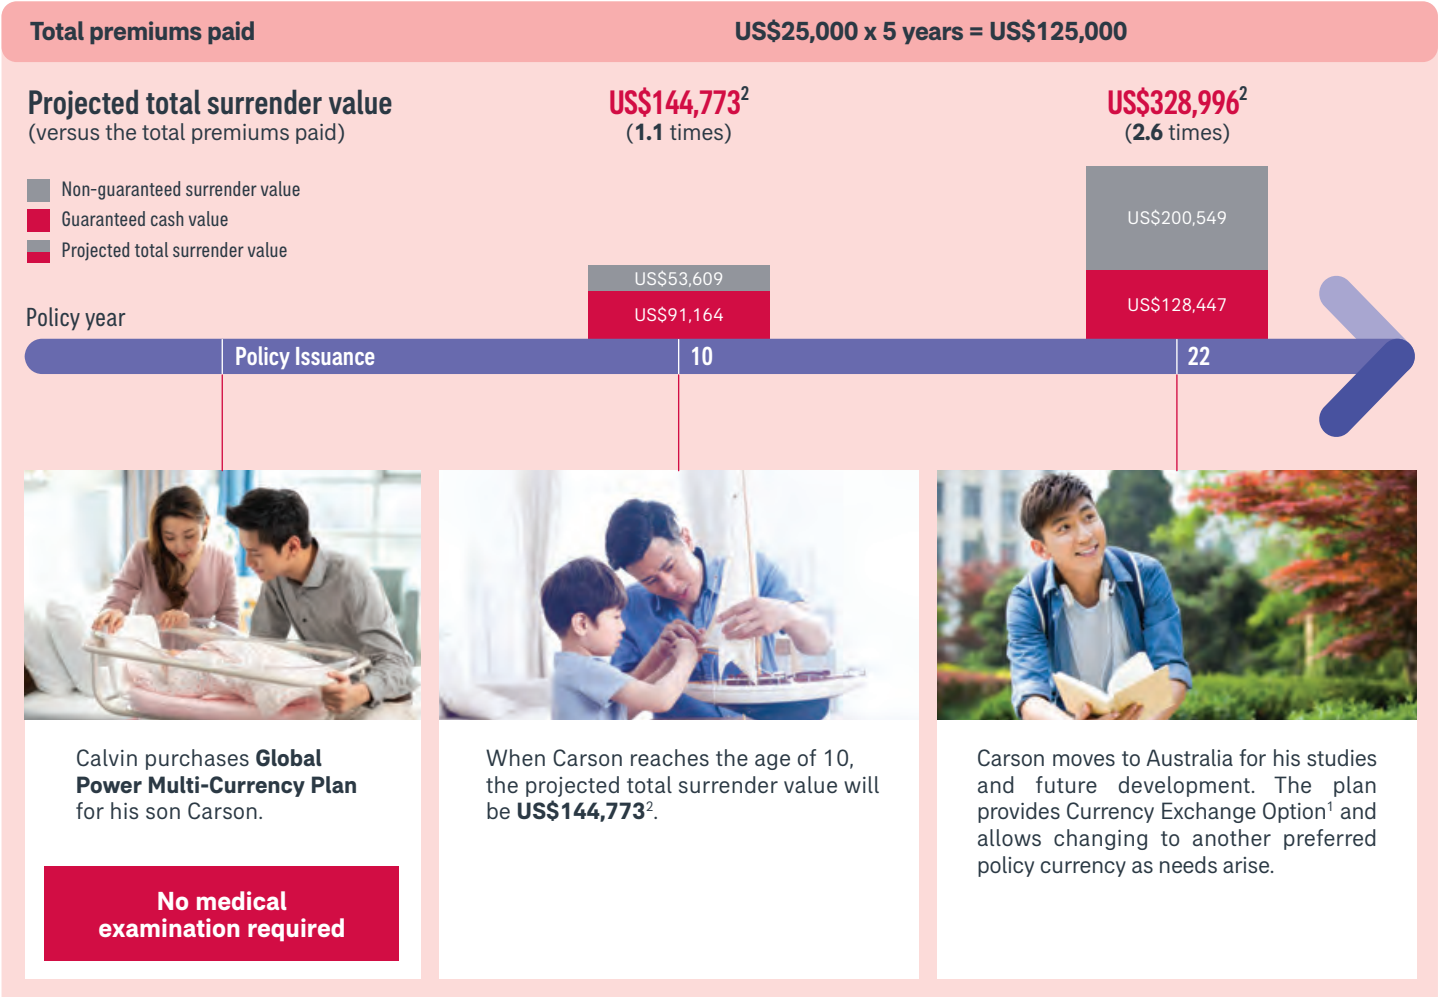 Total premiums paid
US$25,000 x 5 years = US$125,000
Projected total surrender value
(versus the total premiums paid)
US$144,773²
(1.1 times)
US$328,996²
(2.6 times)
Non-guaranteed surrender value
Guaranteed cash value
Projected total surrender value
US$53,609
US$91,164
US$200,549
US$128,447
Policy year
Policy Issuance
10
22
Calvin purchases Global
Power Multi-Currency Plan
for his son Carson.
No medical
examination required
When Carson reaches the age of 10,
the projected total surrender value will
be US$144,773².
Carson moves to Australia for his studies
and future development. The plan
provides Currency Exchange Option¹ and
allows changing to another preferred
policy currency as needs arise.